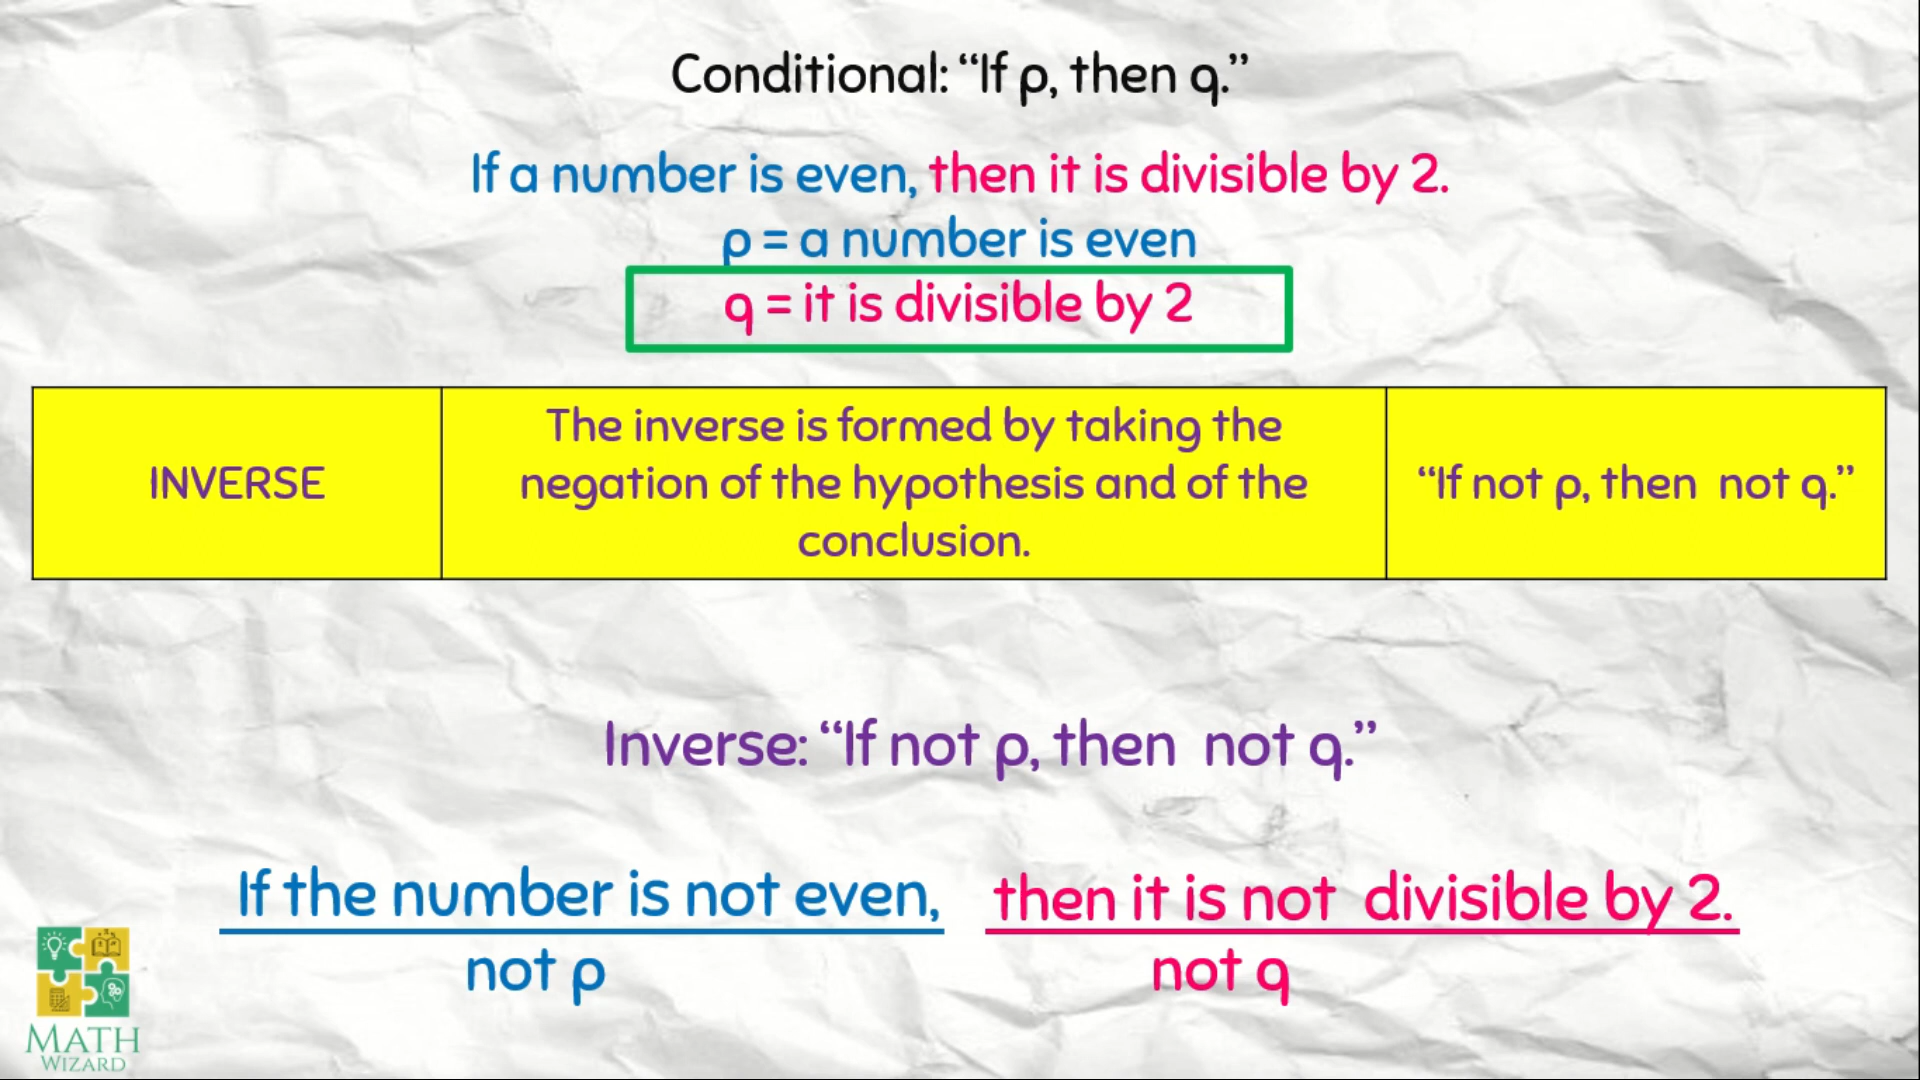 Conditional: “If p, then q.”
If a number is even, then it is divisible by 2.
p = a number is even
q = it is divisible by 2
INVERSE
The inverse is formed by taking the
negation of the hypothesis and of the
conclusion.
“If not p, then not q.”
Inverse: “If not p, then not q.”
If the number is not even, then it is not divisible by 2.
not p
not q
MATH
WIZARD